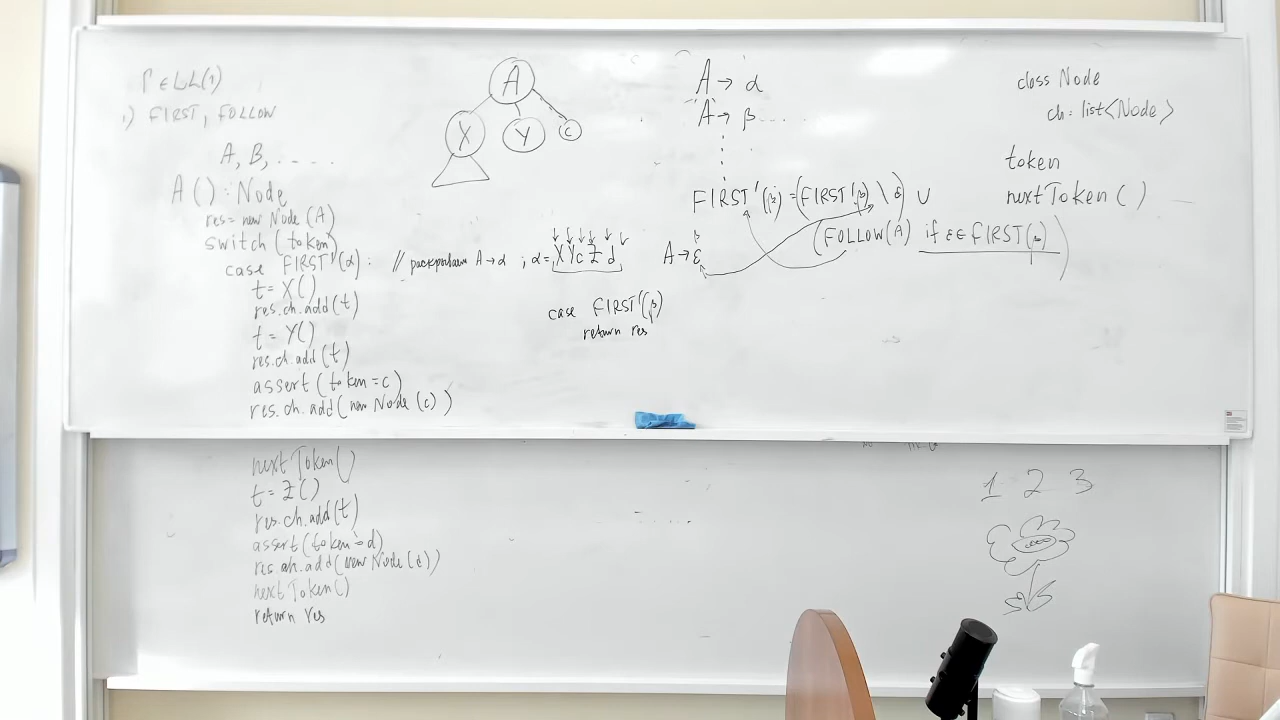 Γ ∈ LL(1)
1) FIRST, FOLLOW
A, B, .....
A() : Node
res = new Node (A)
switch (token)
case FIRST'(α) :
// раскрываем A → α ; α = XYcZd
t = X()
res.ch.add(t)
t = Y()
res.ch.add(t)
assert (token = c)
res.ch.add(new Node (c))
nextToken()
t = Z()
res.ch.add(t)
assert (token = d)
res.ch.add(new Node (d))
nextToken()
return res
A
X Y c
A → α
A → β ....
FIRST'(β) = (FIRST'(β) \ ε) ∪
(FOLLOW(A) if ε ∈ FIRST(β))
β
A → ε
case FIRST'(β)
return res
class Node
ch = list<Node>
token
nextToken()
1 2 3